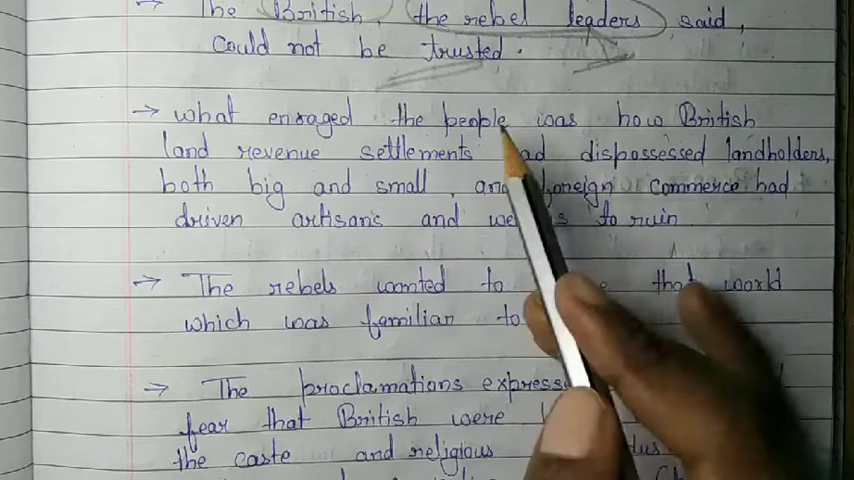 → The British, the rebel leaders said,
could not be trusted.
→ what enraged the people was how British
land revenue settlements had dispossessed landholders,
both big and small, and foreign commerce had
driven artisans and to ruin
→ The rebels wanted to that world
which was familiar to
→ The proclamations
fear that British were
the caste and religious